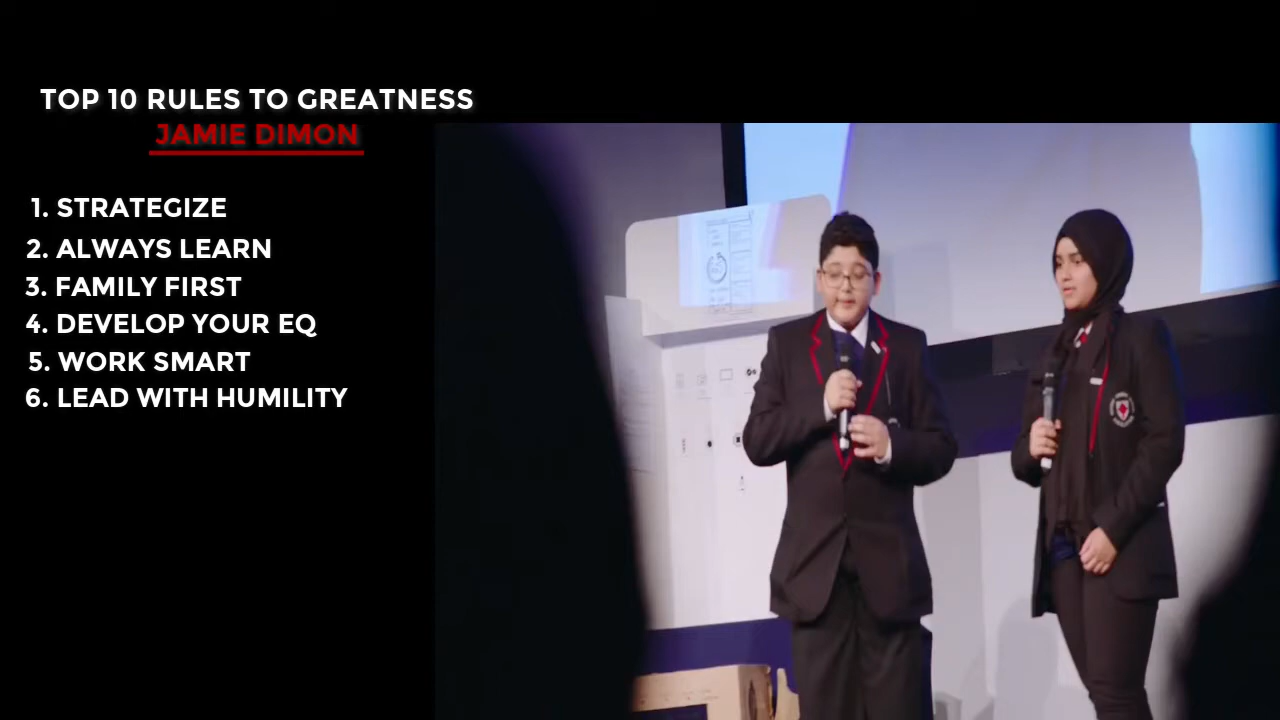 TOP 10 RULES TO GREATNESS
JAMIE DIMON
1. STRATEGIZE
2. ALWAYS LEARN
3. FAMILY FIRST
4. DEVELOP YOUR EQ
5. WORK SMART
6. LEAD WITH HUMILITY